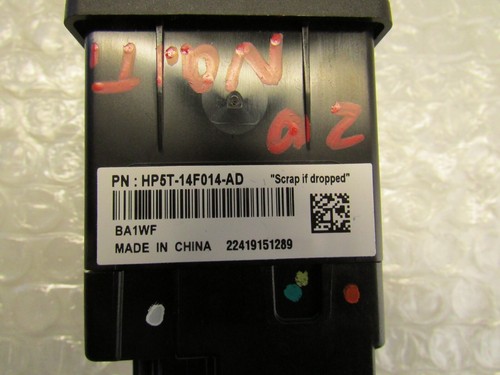 PN : HP5T-14F014-AD "Scrap if dropped"
BA1WF
MADE IN CHINA 22419151289